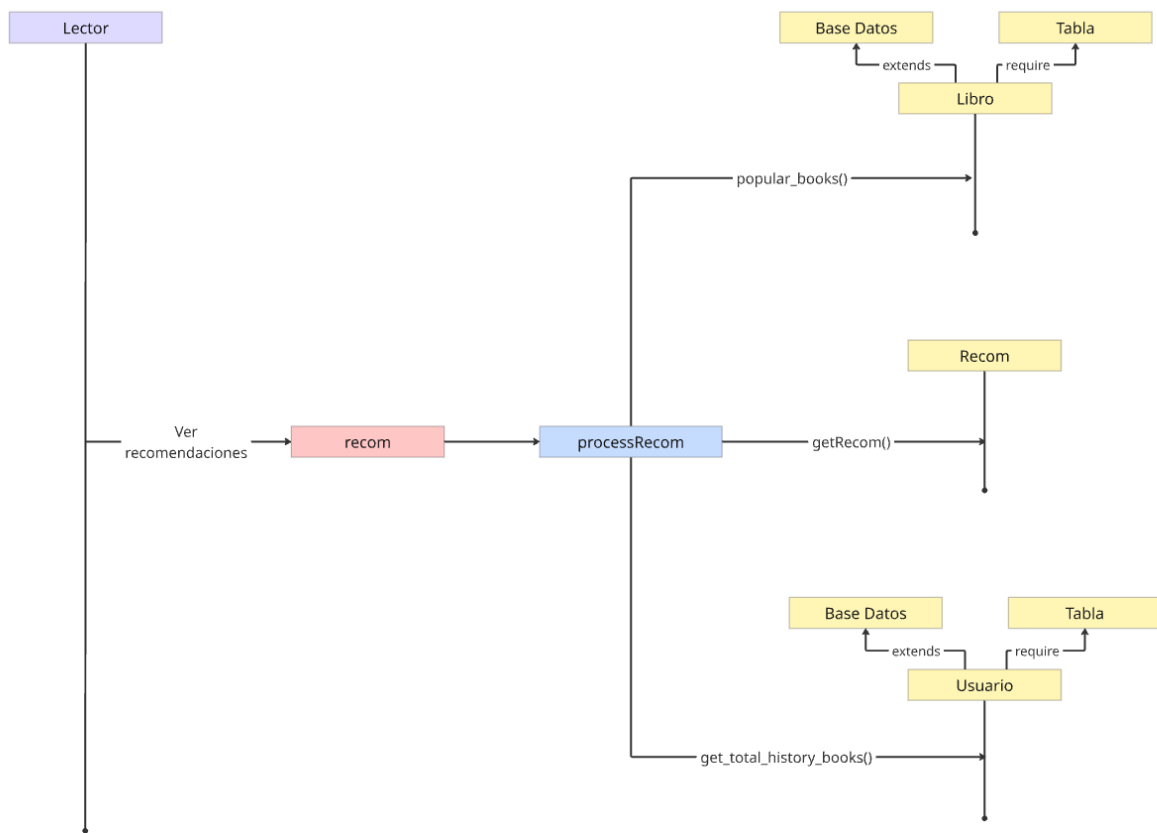 Lector
Base Datos
Tabla
extends
require
Libro
popular_books()
Recom
Ver
recomendaciones
recom
processRecom
getRecom()
Base Datos
Tabla
extends
require
Usuario
get_total_history_books()